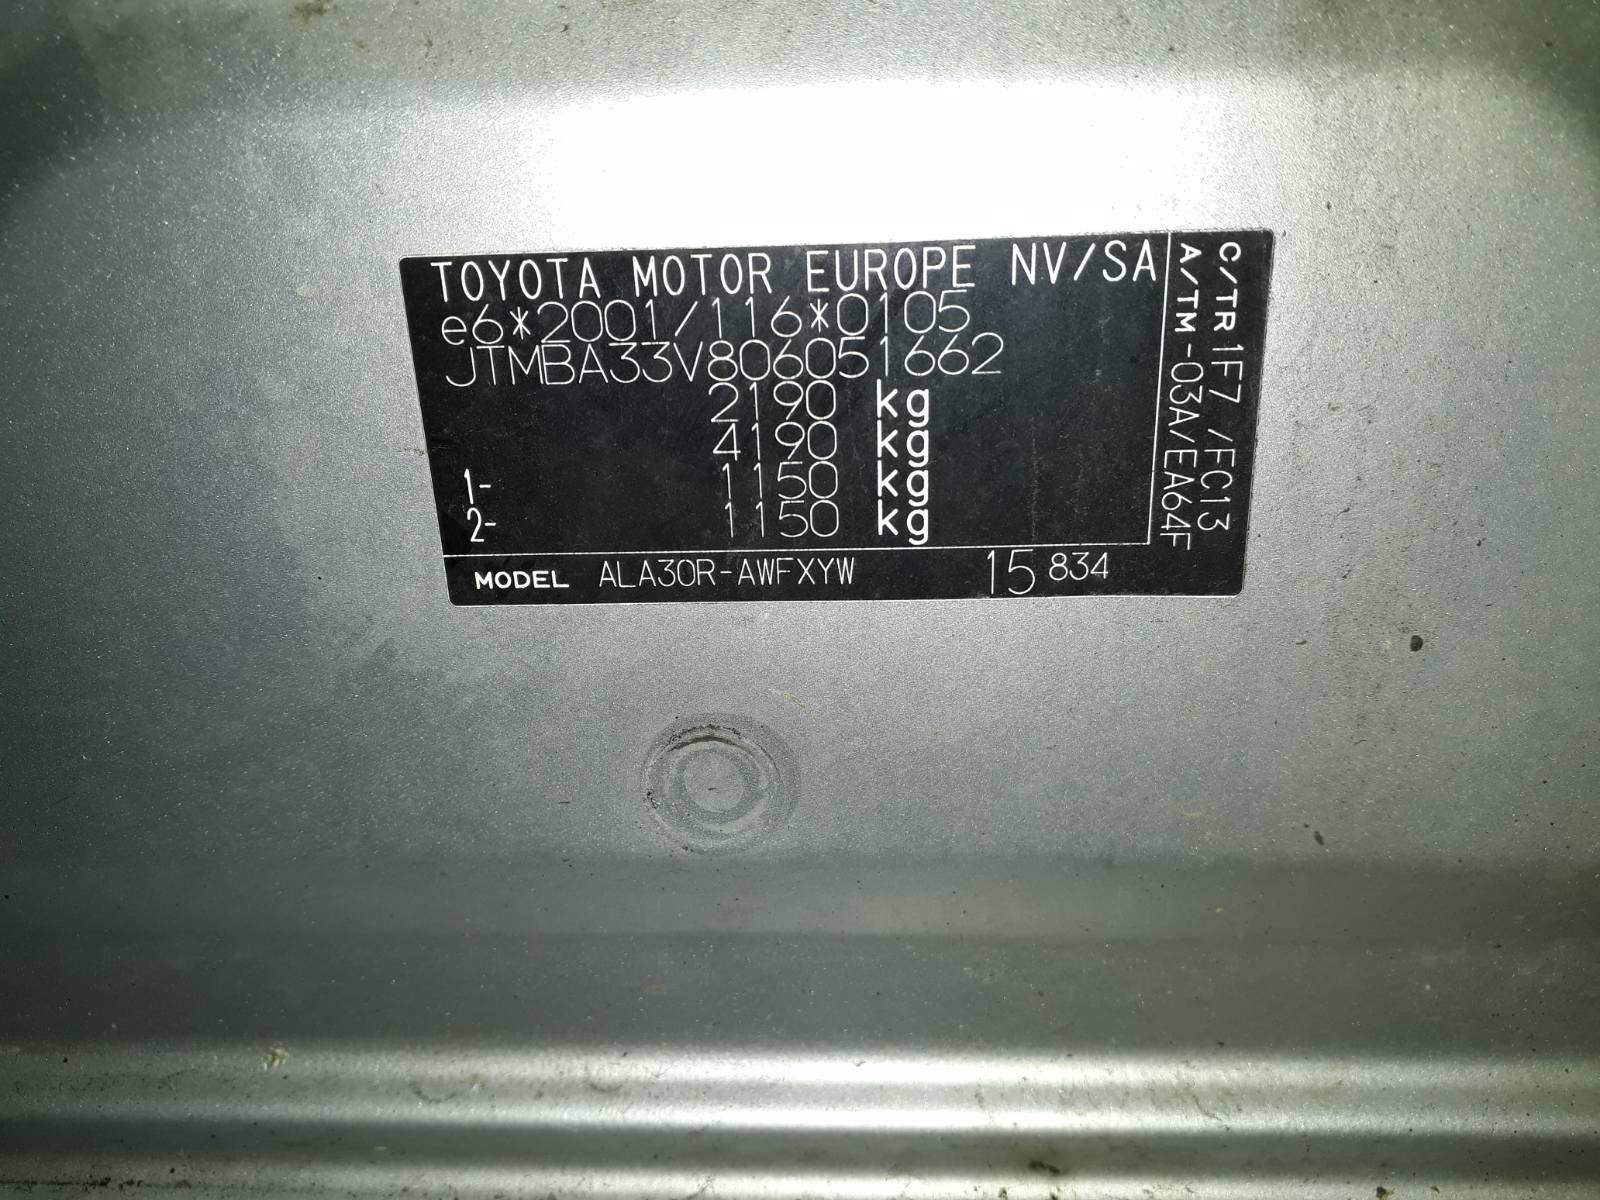 TOYOTA MOTOR EUROPE NV/SA
e6*2001/116*0105
JTMBA33V806051662
2190 kg
4190 kg
1- 1150 kg
2- 1150 kg
MODEL ALA30R-AWFXYW 15 834
C/TR 1F7 /FC13
A/TM -03A/EA64F